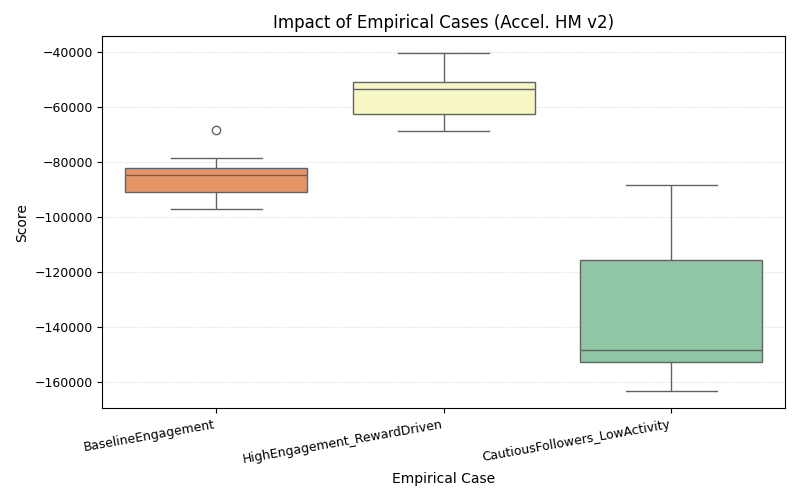 Impact of Empirical Cases (Accel. HM v2)
−40000
−60000
−80000
−100000
−120000
−140000
−160000
Score
BaselineEngagement
HighEngagement_RewardDriven
CautiousFollowers_LowActivity
Empirical Case